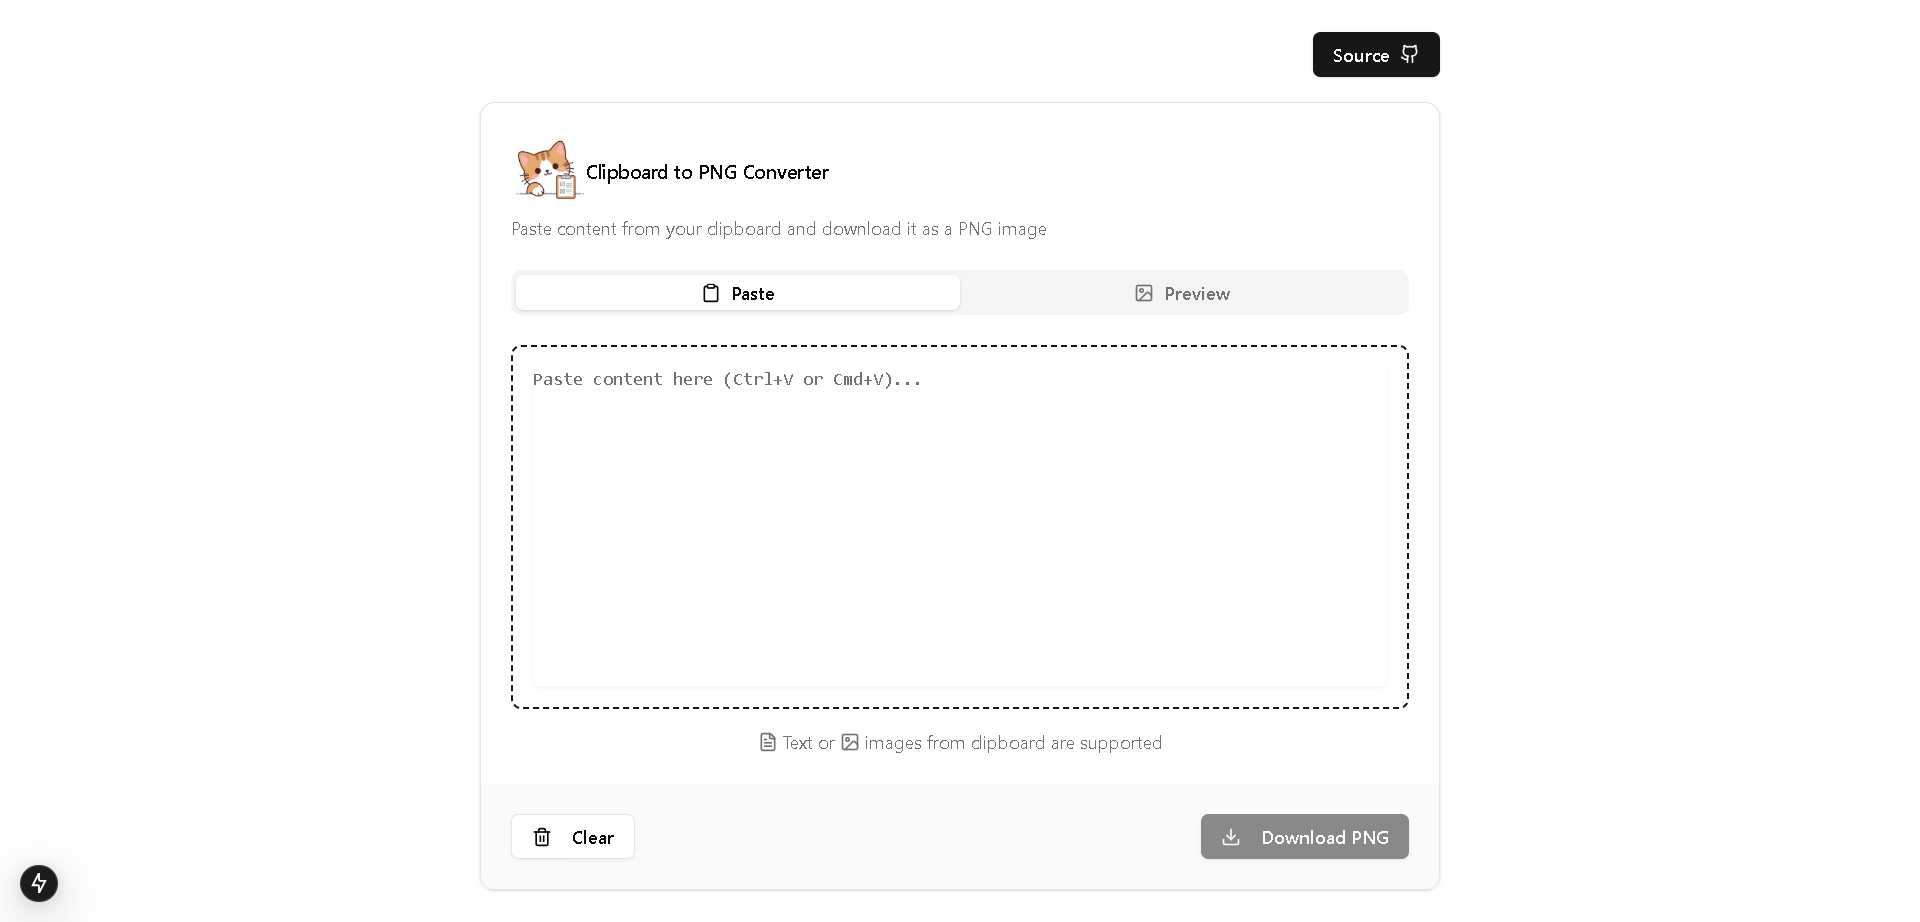 Source
Clipboard to PNG Converter
Paste content from your clipboard and download it as a PNG image
Paste
Preview
Paste content here (Ctrl+V or Cmd+V)...
Text or images from clipboard are supported
Clear
Download PNG